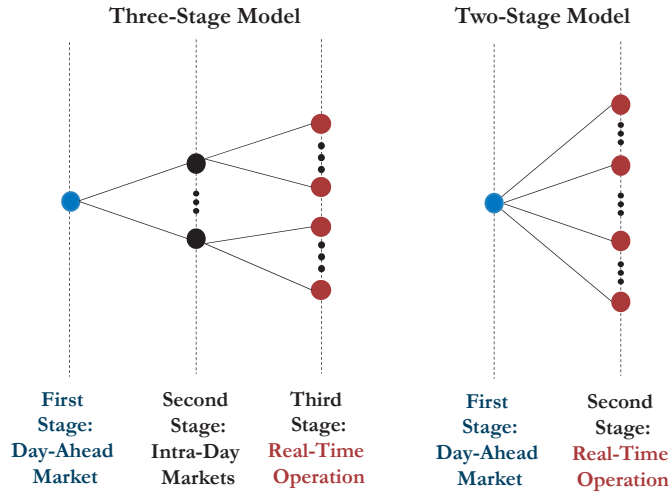 Three-Stage Model
Two-Stage Model
First
Stage:
Day-Ahead
Market
Second
Stage:
Intra-Day
Markets
Third
Stage:
Real-Time
Operation
First
Stage:
Day-Ahead
Market
Second
Stage:
Real-Time
Operation